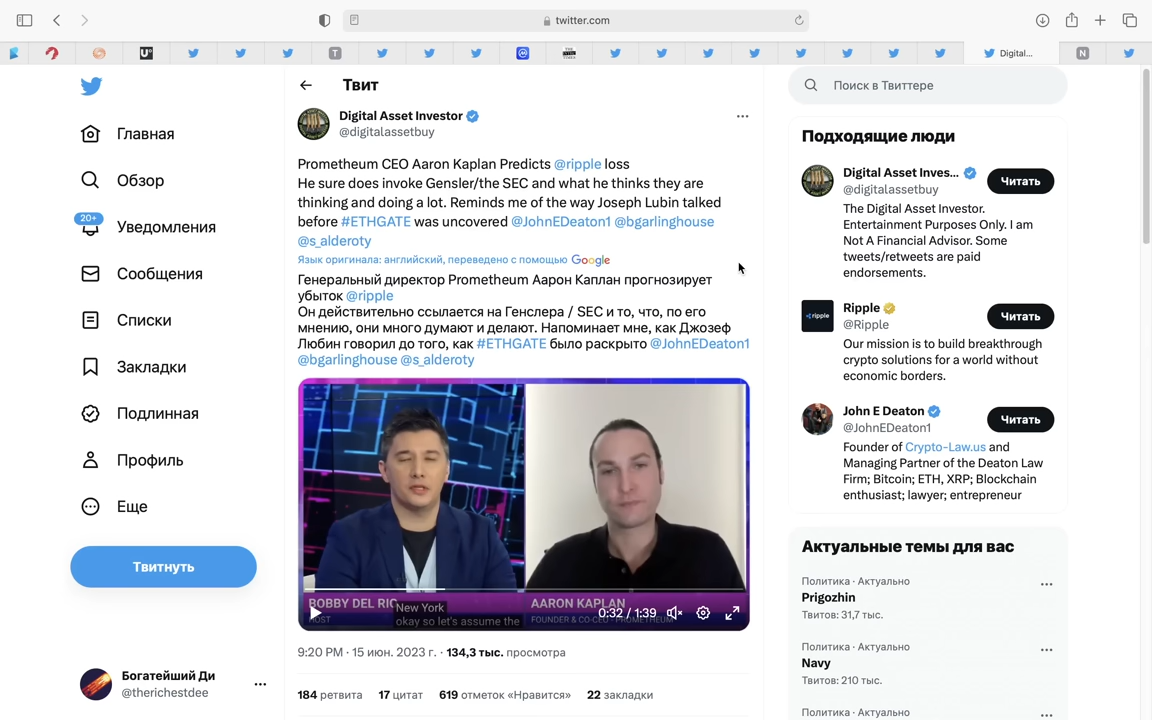 twitter.com
Digital...
Главная
Обзор
20+
Уведомления
Сообщения
Списки
Закладки
Подлинная
Профиль
Еще
Твитнуть
Богатейший Ди
@therichestdee
Твит
Digital Asset Investor
@digitalassetbuy
Prometheum CEO Aaron Kaplan Predicts @ripple loss
He sure does invoke Gensler/the SEC and what he thinks they are
thinking and doing a lot. Reminds me of the way Joseph Lubin talked
before #ETHGATE was uncovered @JohnEDeaton1 @bgarlinghouse
@s_alderoty
Язык оригинала: английский, переведено с помощью Google
Генеральный директор Prometheum Аарон Каплан прогнозирует
убыток @ripple
Он действительно ссылается на Генслера / SEC и то, что, по его
мнению, они много думают и делают. Напоминает мне, как Джозеф
Любин говорил до того, как #ETHGATE было раскрыто @JohnEDeaton1
@bgarlinghouse @s_alderoty
BOBBY DEL RIO
HOST
New York
okay so let's assume the
AARON KAPLAN
FOUNDER & CO-CEO - PROMETHEUM
0:32 / 1:39
9:20 PM · 15 июн. 2023 г. · 134,3 тыс. просмотра
184 ретвита 17 цитат 619 отметок «Нравится» 22 закладки
Поиск в Твиттере
Подходящие люди
Digital Asset Inves...
@digitalassetbuy
Читать
The Digital Asset Investor.
Entertainment Purposes Only. I am
Not A Financial Advisor. Some
tweets/retweets are paid
endorsements.
Ripple
@Ripple
Читать
ripple
Our mission is to build breakthrough
crypto solutions for a world without
economic borders.
John E Deaton
@JohnEDeaton1
Читать
Founder of Crypto-Law.us and
Managing Partner of the Deaton Law
Firm; Bitcoin; ETH, XRP; Blockchain
enthusiast; lawyer; entrepreneur
Актуальные темы для вас
Политика · Актуально
Prigozhin
Твитов: 31,7 тыс.
Политика · Актуально
Navy
Твитов: 210 тыс.
Политика · Актуально